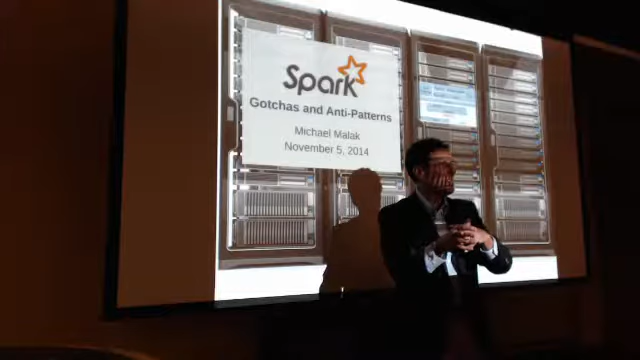 Spark
Gotchas and Anti-Patterns
Michael Malak
November 5, 2014